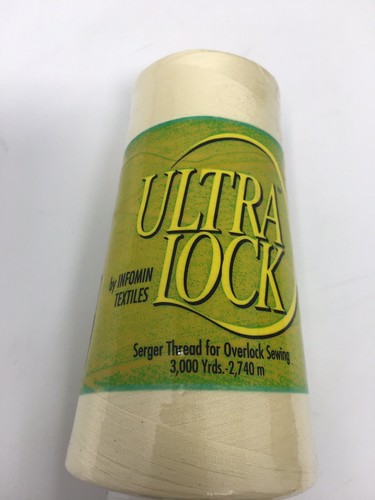 ULTRA
LOCK
by INFOMIN
TEXTILES
Serger Thread for Overlock Sewing
3,000 Yrds.-2,740 m